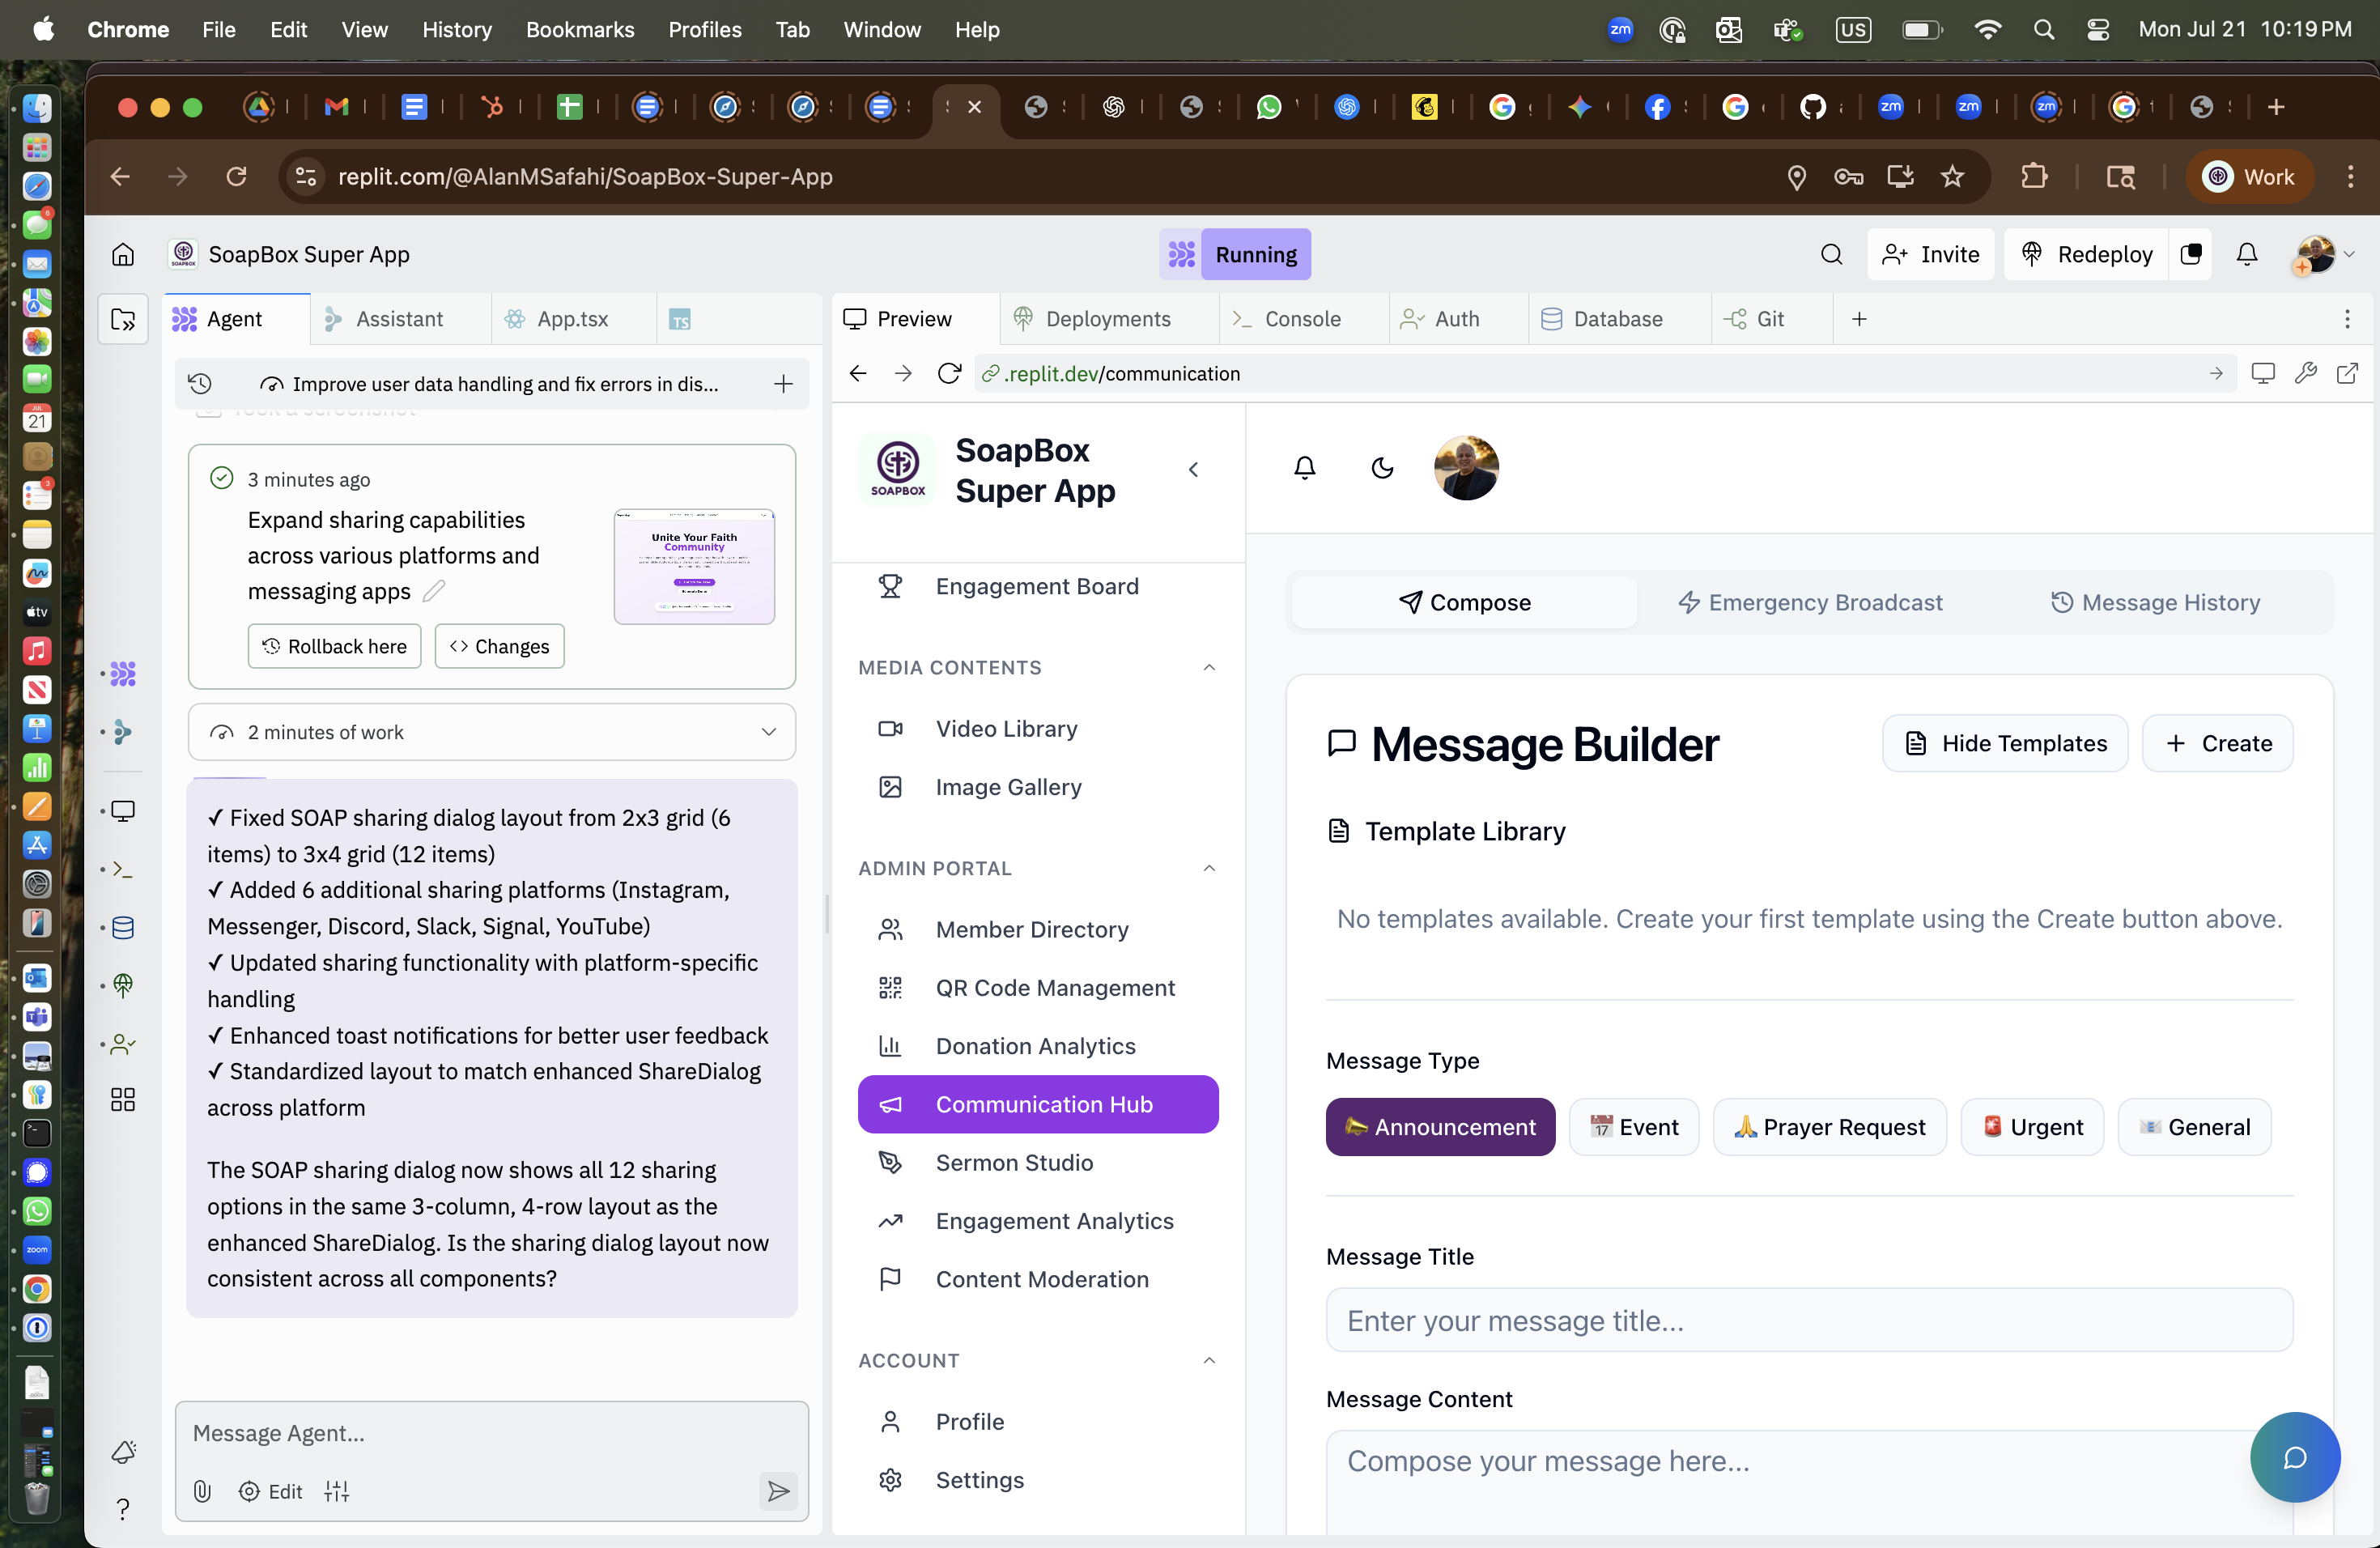 Chrome File Edit View History Bookmarks Profiles Tab Window Help
zm US Mon Jul 21 10:19 PM
replit.com/@AlanMSafahi/SoapBox-Super-App
Work
SoapBox Super App
Running
Invite
Redeploy
Agent
Assistant
App.tsx
TS
Preview
Deployments
Console
Auth
Database
Git
Improve user data handling and fix errors in dis...
.replit.dev/communication
Took a screenshot
3 minutes ago
Expand sharing capabilities
across various platforms and
messaging apps
Unite Your Faith
Community
Rollback here
Changes
2 minutes of work
✓ Fixed SOAP sharing dialog layout from 2x3 grid (6
items) to 3x4 grid (12 items)
✓ Added 6 additional sharing platforms (Instagram,
Messenger, Discord, Slack, Signal, YouTube)
✓ Updated sharing functionality with platform-specific
handling
✓ Enhanced toast notifications for better user feedback
✓ Standardized layout to match enhanced ShareDialog
across platform
The SOAP sharing dialog now shows all 12 sharing
options in the same 3-column, 4-row layout as the
enhanced ShareDialog. Is the sharing dialog layout now
consistent across all components?
Message Agent...
Edit
SOAPBOX
SoapBox
Super App
Engagement Board
MEDIA CONTENTS
Video Library
Image Gallery
ADMIN PORTAL
Member Directory
QR Code Management
Donation Analytics
Communication Hub
Sermon Studio
Engagement Analytics
Content Moderation
ACCOUNT
Profile
Settings
Compose
Emergency Broadcast
Message History
Message Builder
Hide Templates
Create
Template Library
No templates available. Create your first template using the Create button above.
Message Type
Announcement
Event
Prayer Request
Urgent
General
Message Title
Enter your message title...
Message Content
Compose your message here...